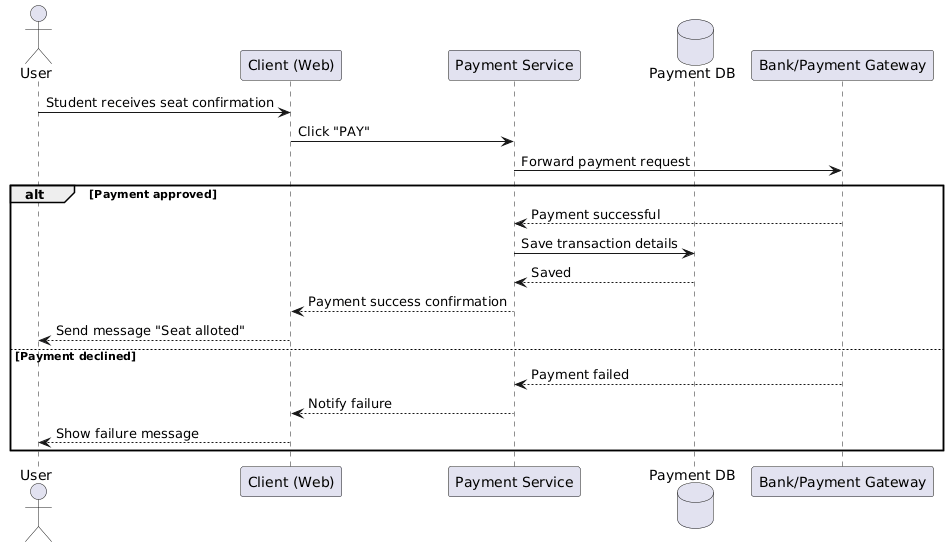 User
Client (Web)
Payment Service
Payment DB
Bank/Payment Gateway
Student receives seat confirmation
Click "PAY"
Forward payment request
alt [Payment approved]
Payment successful
Save transaction details
Saved
Payment success confirmation
Send message "Seat alloted"
[Payment declined]
Payment failed
Notify failure
Show failure message
User
Client (Web)
Payment Service
Payment DB
Bank/Payment Gateway